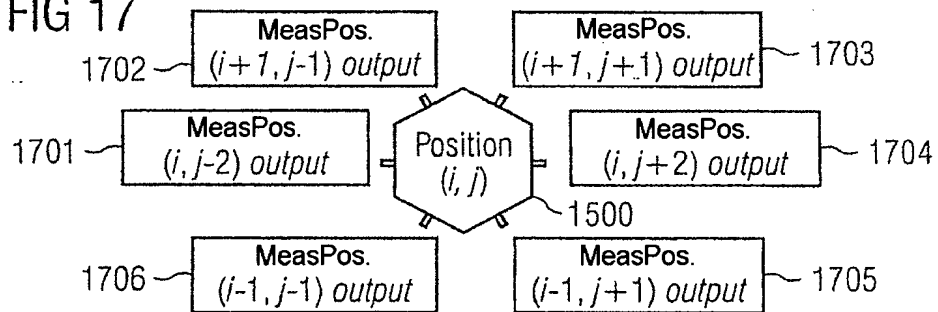 FIG 17
MeasPos.
(i+1, j-1) output
1702
MeasPos.
(i+1, j+1) output
1703
MeasPos.
(i, j-2) output
1701
Position
(i, j)
1500
MeasPos.
(i, j+2) output
1704
MeasPos.
(i-1, j-1) output
1706
MeasPos.
(i-1, j+1) output
1705